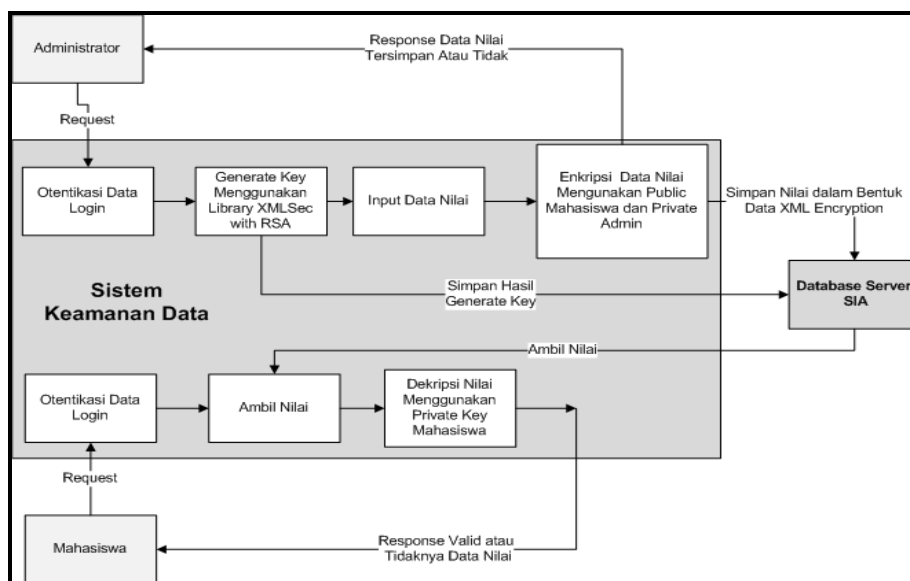 Administrator
Response Data Nilai
Tersimpan Atau Tidak
Request
Otentikasi Data
Login
Generate Key
Menggunakan
Library XMLSec
with RSA
Input Data Nilai
Enkripsi Data Nilai
Mengunakan Public
Mahasiswa dan Private
Admin
Simpan Nilai dalam Bentuk
Data XML Encryption
Sistem
Keamanan Data
Simpan Hasil
Generate Key
Database Server
SIA
Ambil Nilai
Otentikasi Data
Login
Ambil Nilai
Dekripsi Nilai
Menggunakan
Private Key
Mahasiswa
Request
Mahasiswa
Response Valid atau
Tidaknya Data Nilai